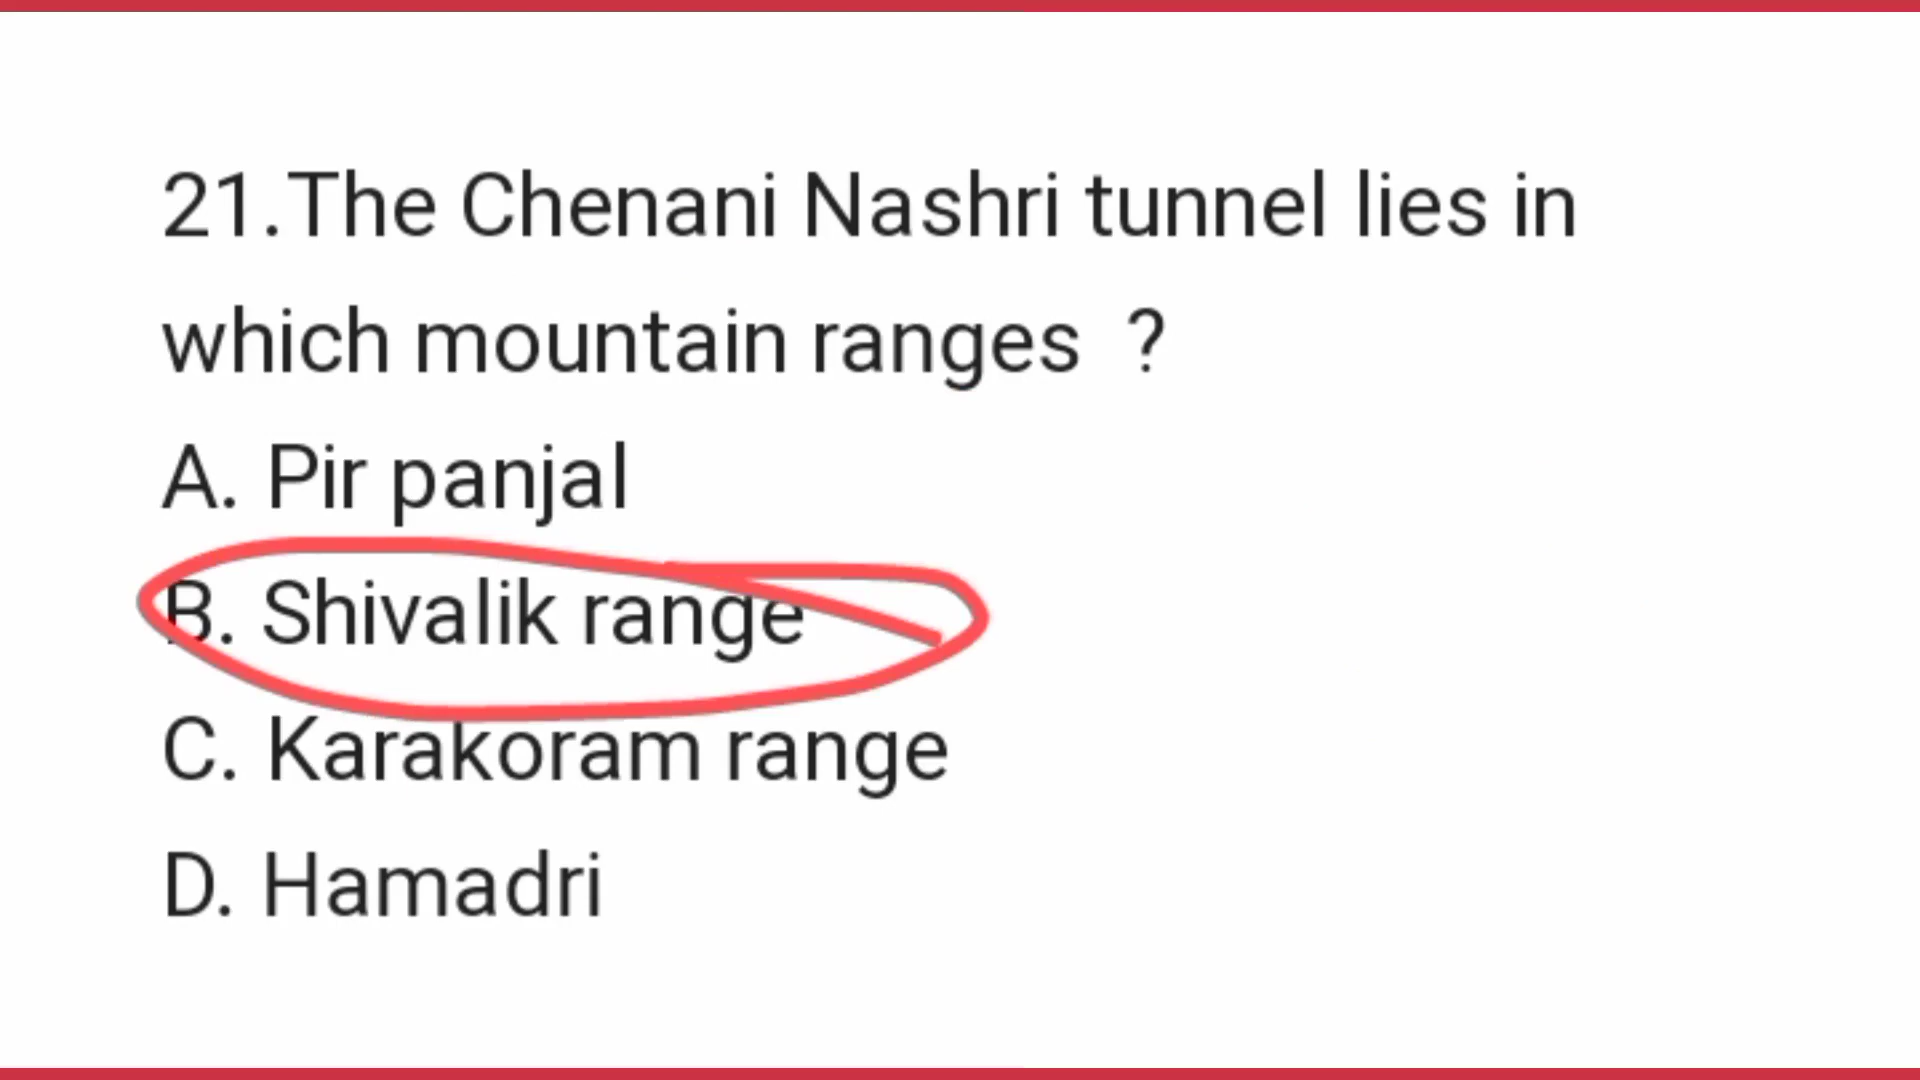 21.The Chenani Nashri tunnel lies in
which mountain ranges ?
A. Pir panjal
B. Shivalik range
C. Karakoram range
D. Hamadri